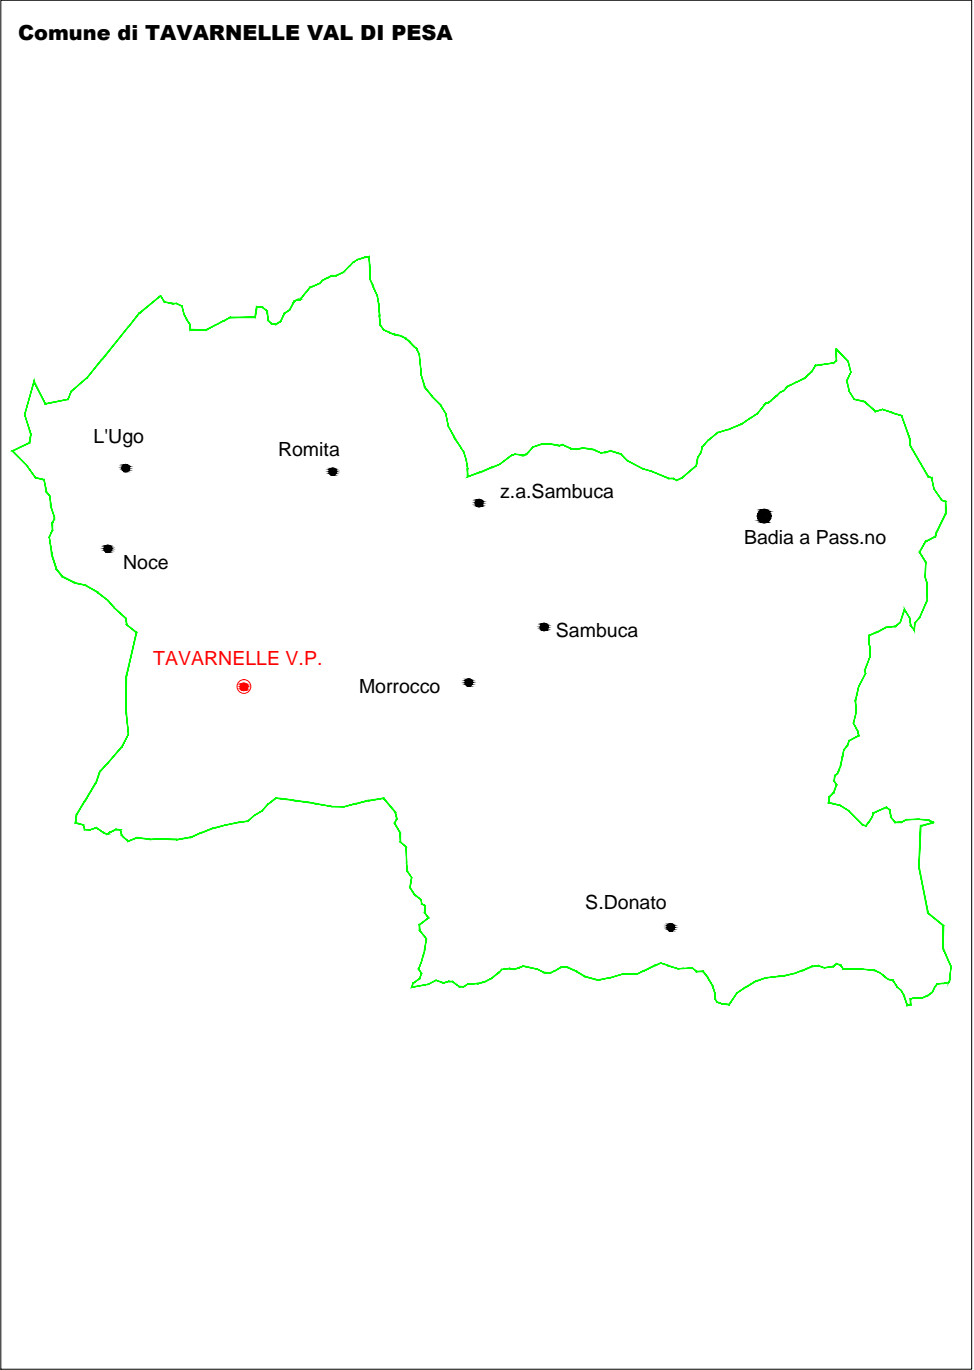 Comune di TAVARNELLE VAL DI PESA
L'Ugo
Romita
z.a.Sambuca
Badia a Pass.no
Noce
Sambuca
TAVARNELLE V.P.
Morrocco
S.Donato